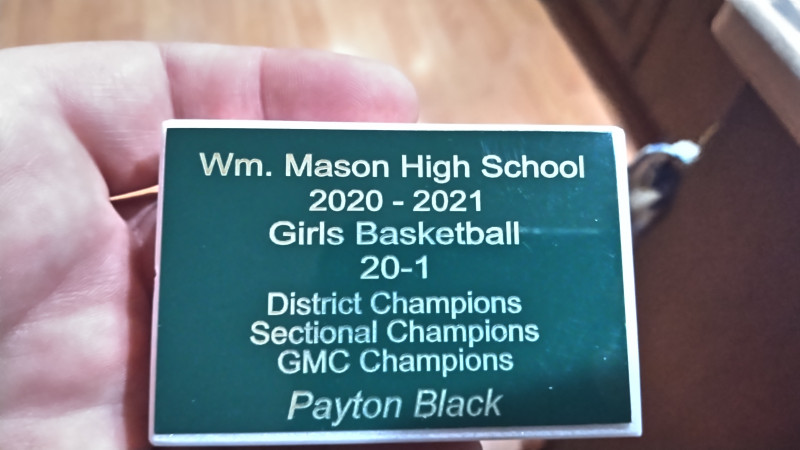 Wm. Mason High School
2020 - 2021
Girls Basketball
20-1
District Champions
Sectional Champions
GMC Champions
Payton Black